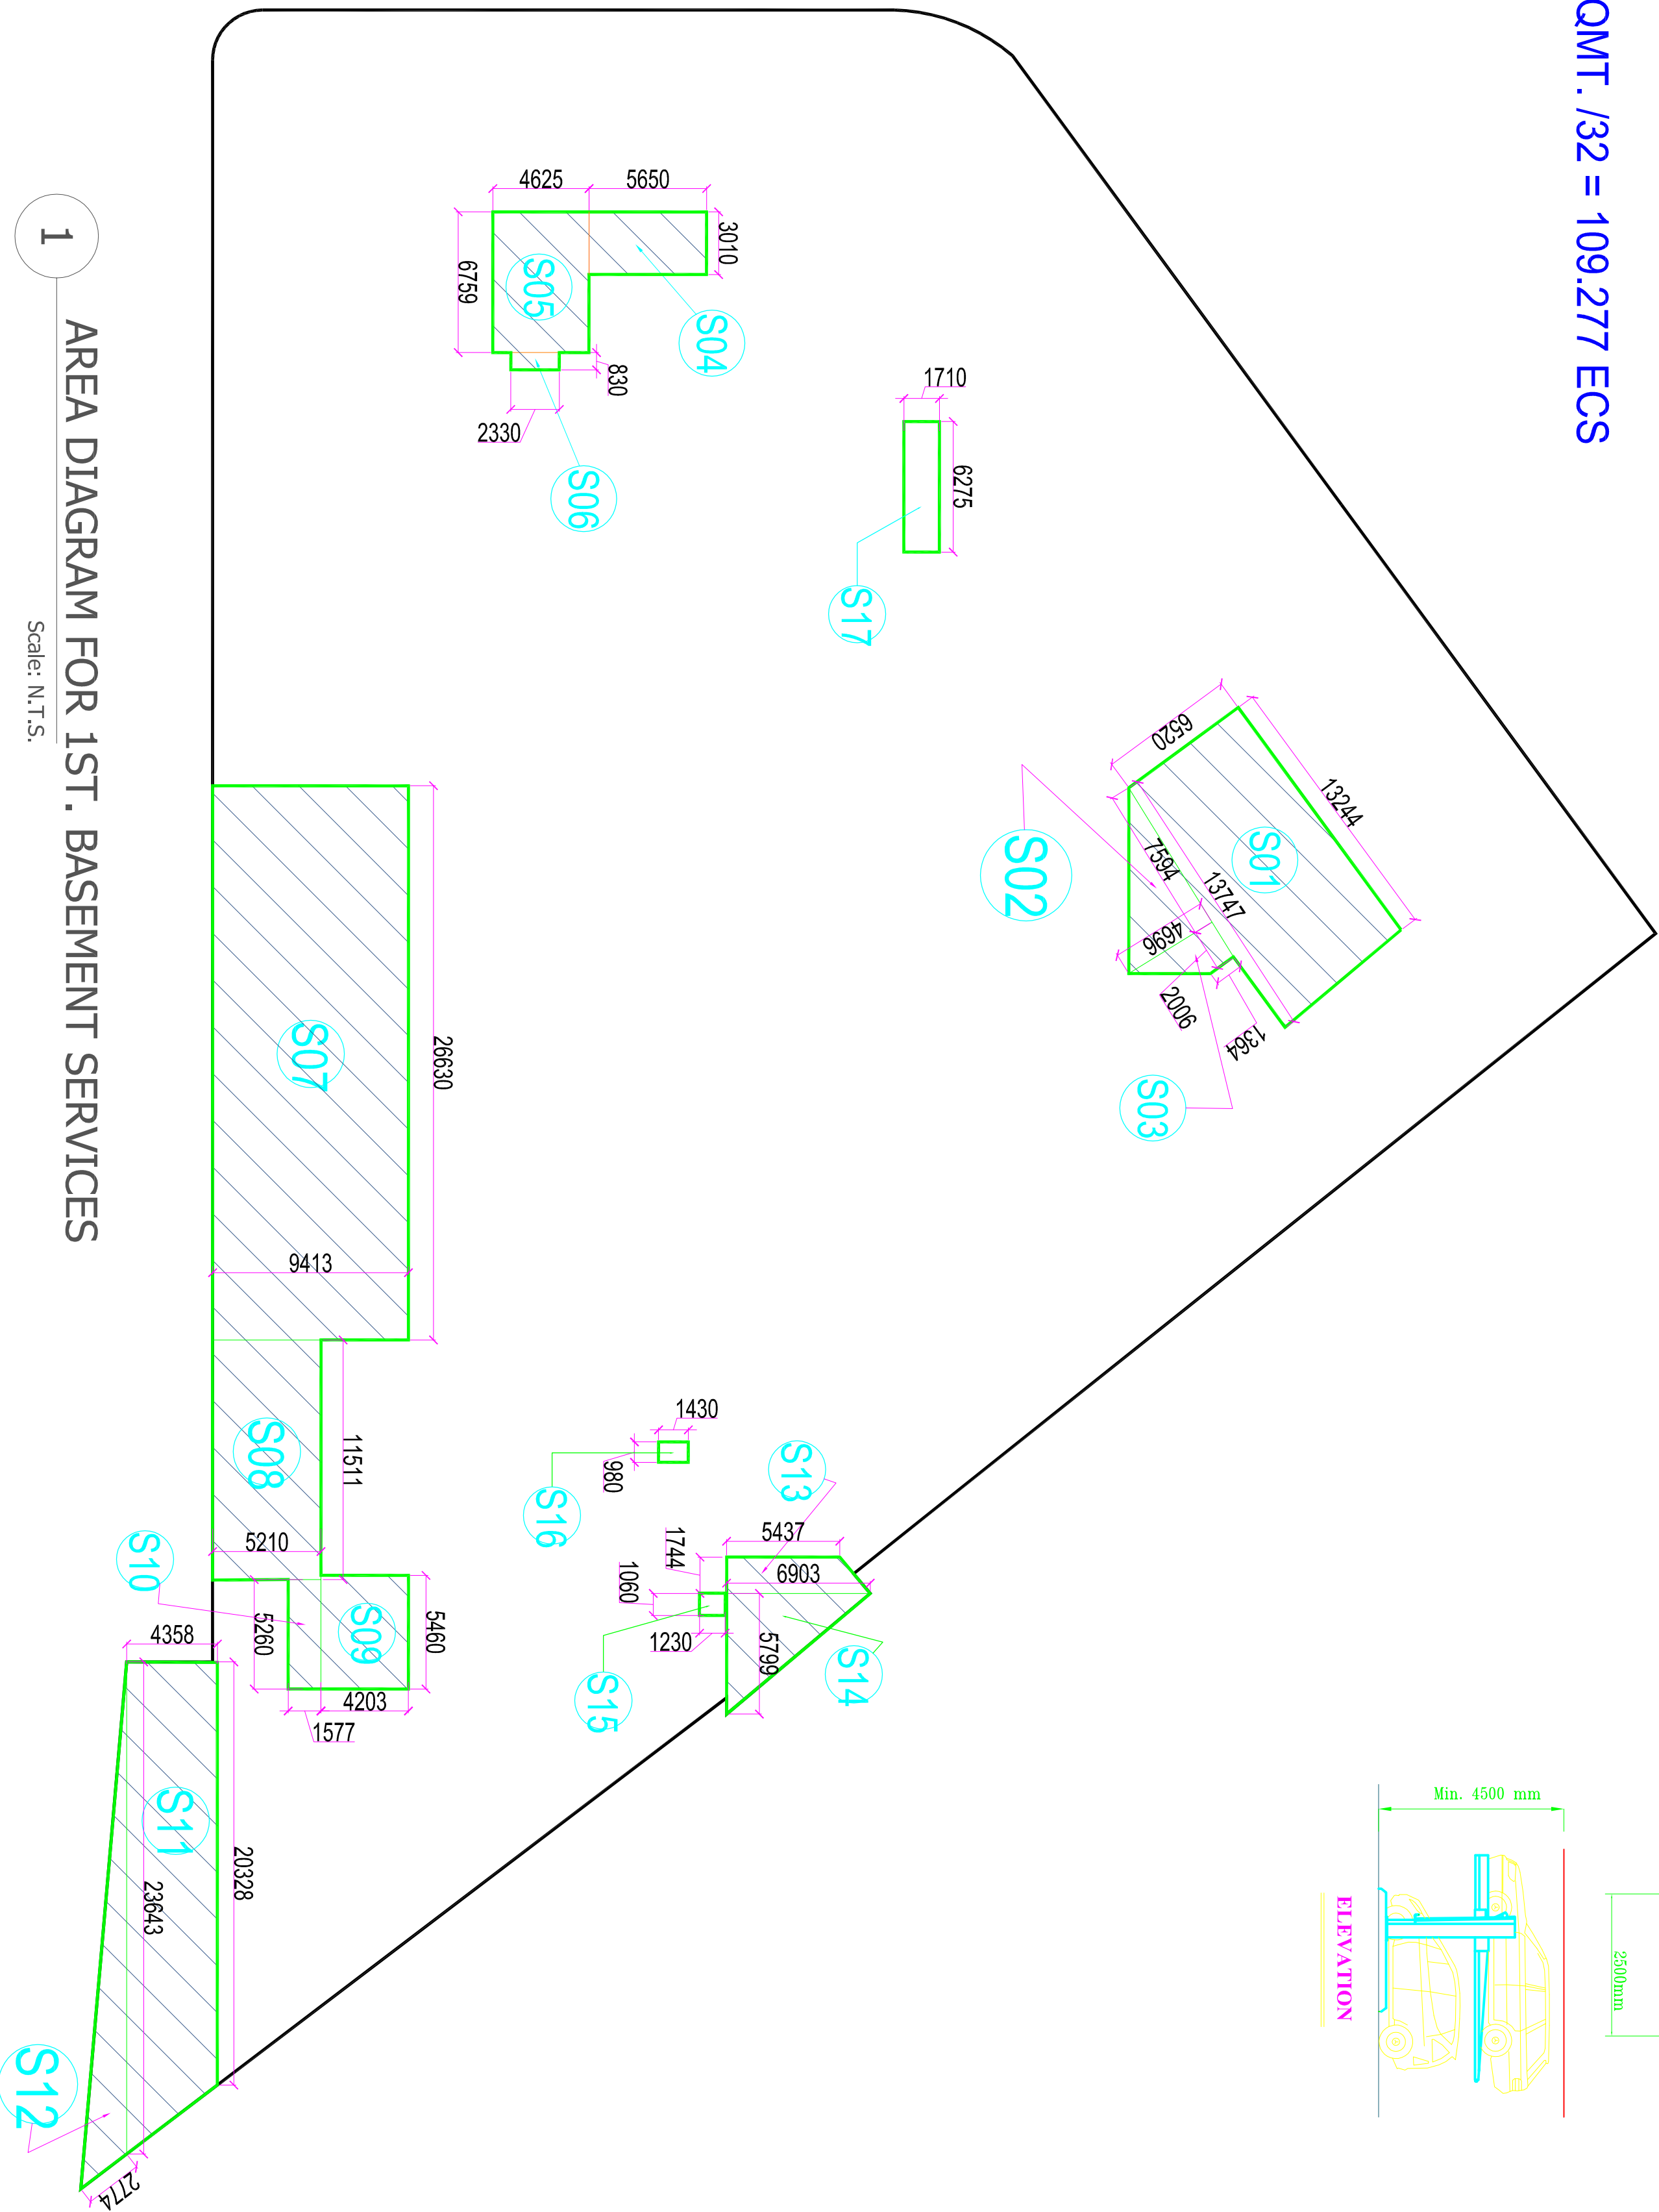 QMT. /32 = 109.277 ECS
4625
5650
3010
6759
S05
S04
830
2330
S06
1710
6275
S17
6520
13244
S01
7594
13747
S02
4696
2006
1364
S03
26630
S07
9413
11511
S08
5210
S10
5260
S09
5460
4203
1577
1430
980
S16
S13
5437
6903
1744
1060
1230
5799
S14
S15
4358
S11
20328
23643
S12
2774
Min. 4500 mm
2500mm
ELEVATION
1
AREA DIAGRAM FOR 1ST. BASEMENT SERVICES
Scale: N.T.S.